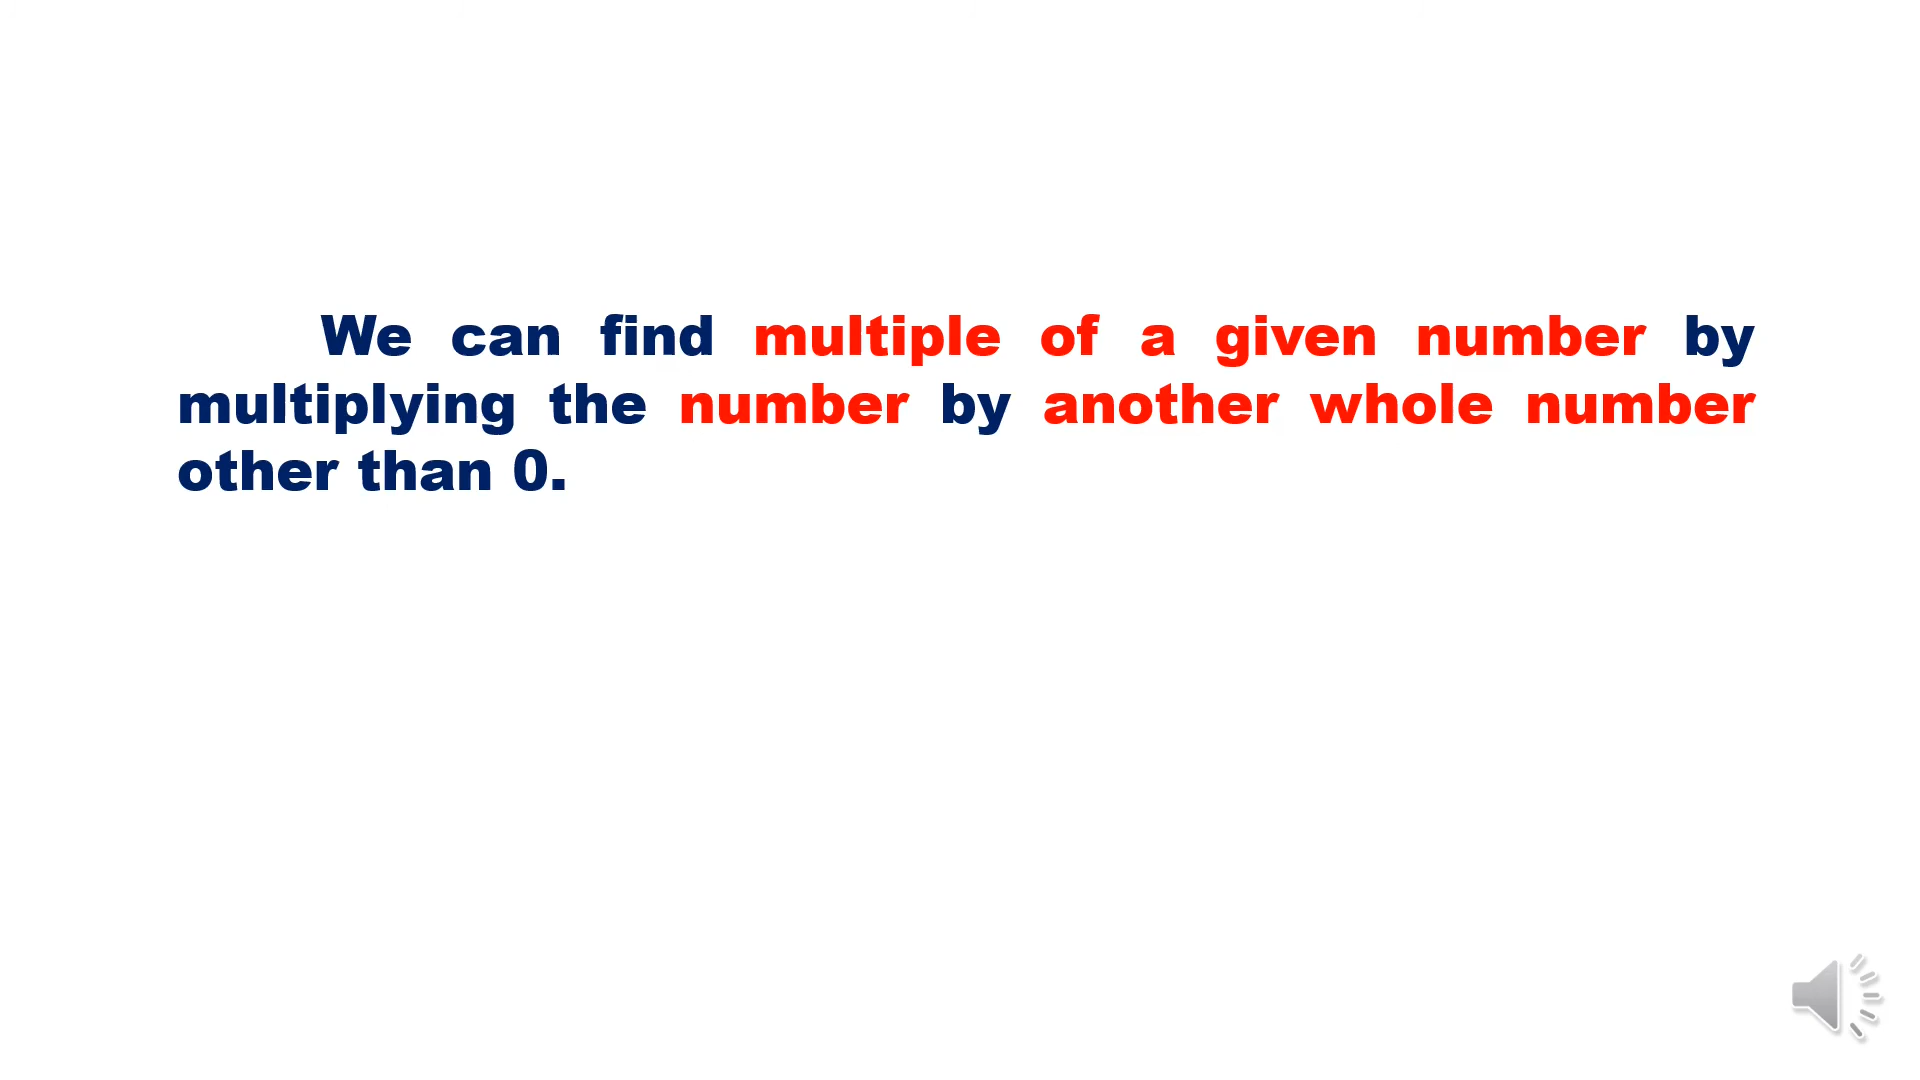 We can find multiple of a given number by
multiplying the number by another whole number
other than 0.